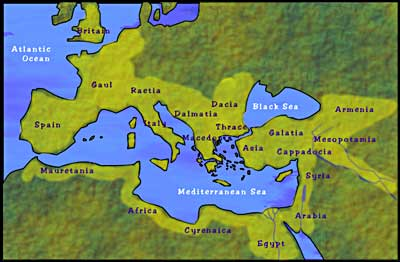 Britain
Atlantic
Ocean
Gaul
Raetia
Dacia
Black Sea
Armenia
Dalmatia
Italy
Spain
Thrace
Macedonia
Galatia
Mesopotamia
Asia
Cappadocia
Mauretania
Syria
Mediterranean Sea
Africa
Arabia
Cyrenaica
Egypt